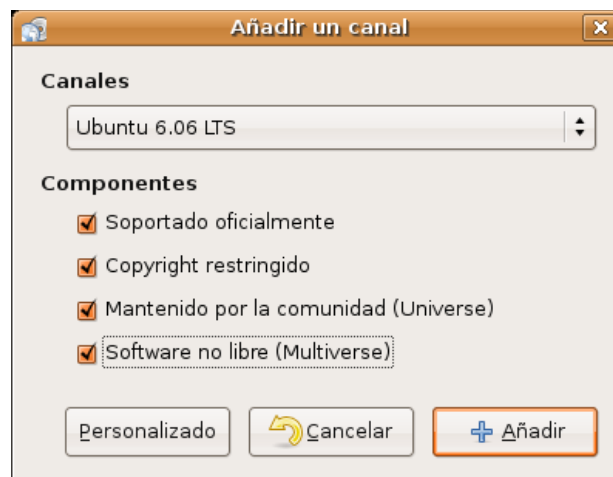 Añadir un canal
Canales
Ubuntu 6.06 LTS
Componentes
Soportado oficialmente
Copyright restringido
Mantenido por la comunidad (Universe)
Software no libre (Multiverse)
Personalizado Cancelar Añadir